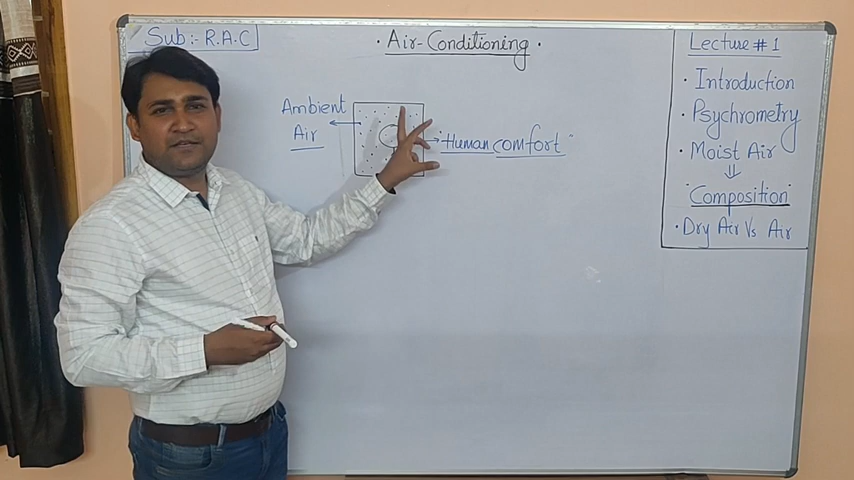 Sub:- R.A.C
· Air-Conditioning ·
Ambient
Air
"Human comfort"
Lecture # 1
· Introduction
· Psychrometry
· Moist Air
⇓
"Composition"
· Dry Air Vs Air